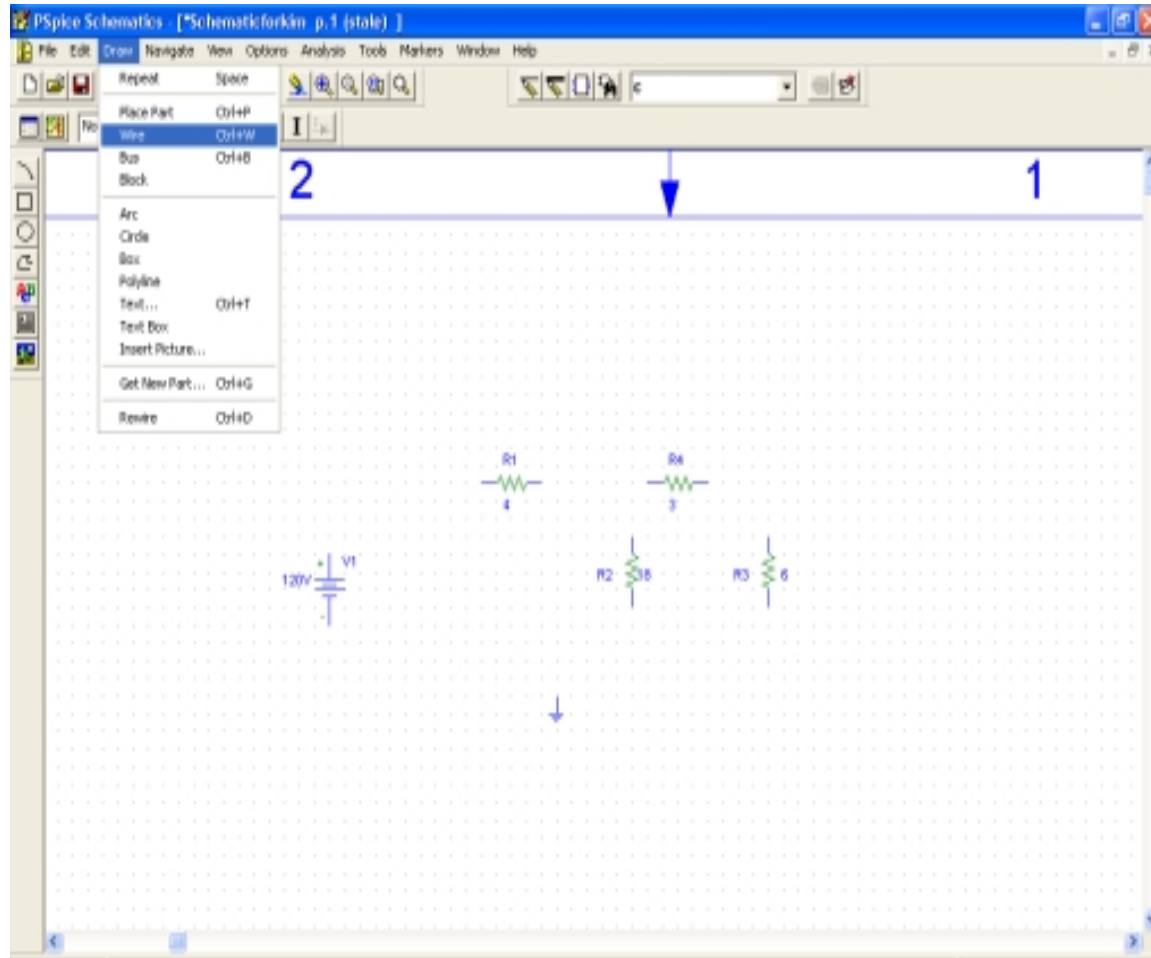 PSpice Schematics - [*Schematicforkim p.1 (stale) ]
File Edit Draw Navigate View Options Analysis Tools Markers Window Help
Repeat Space
c
Place Part Ctrl+P
No
Wire Ctrl+W
Bus Ctrl+B
Block
2 1
Arc
Circle
Box
Polyline
Text... Ctrl+T
Text Box
Insert Picture...
Get New Part... Ctrl+G
Rewire Ctrl+D
R1 R4
4 3
+ V1
120V
R2 18 R3 6
-